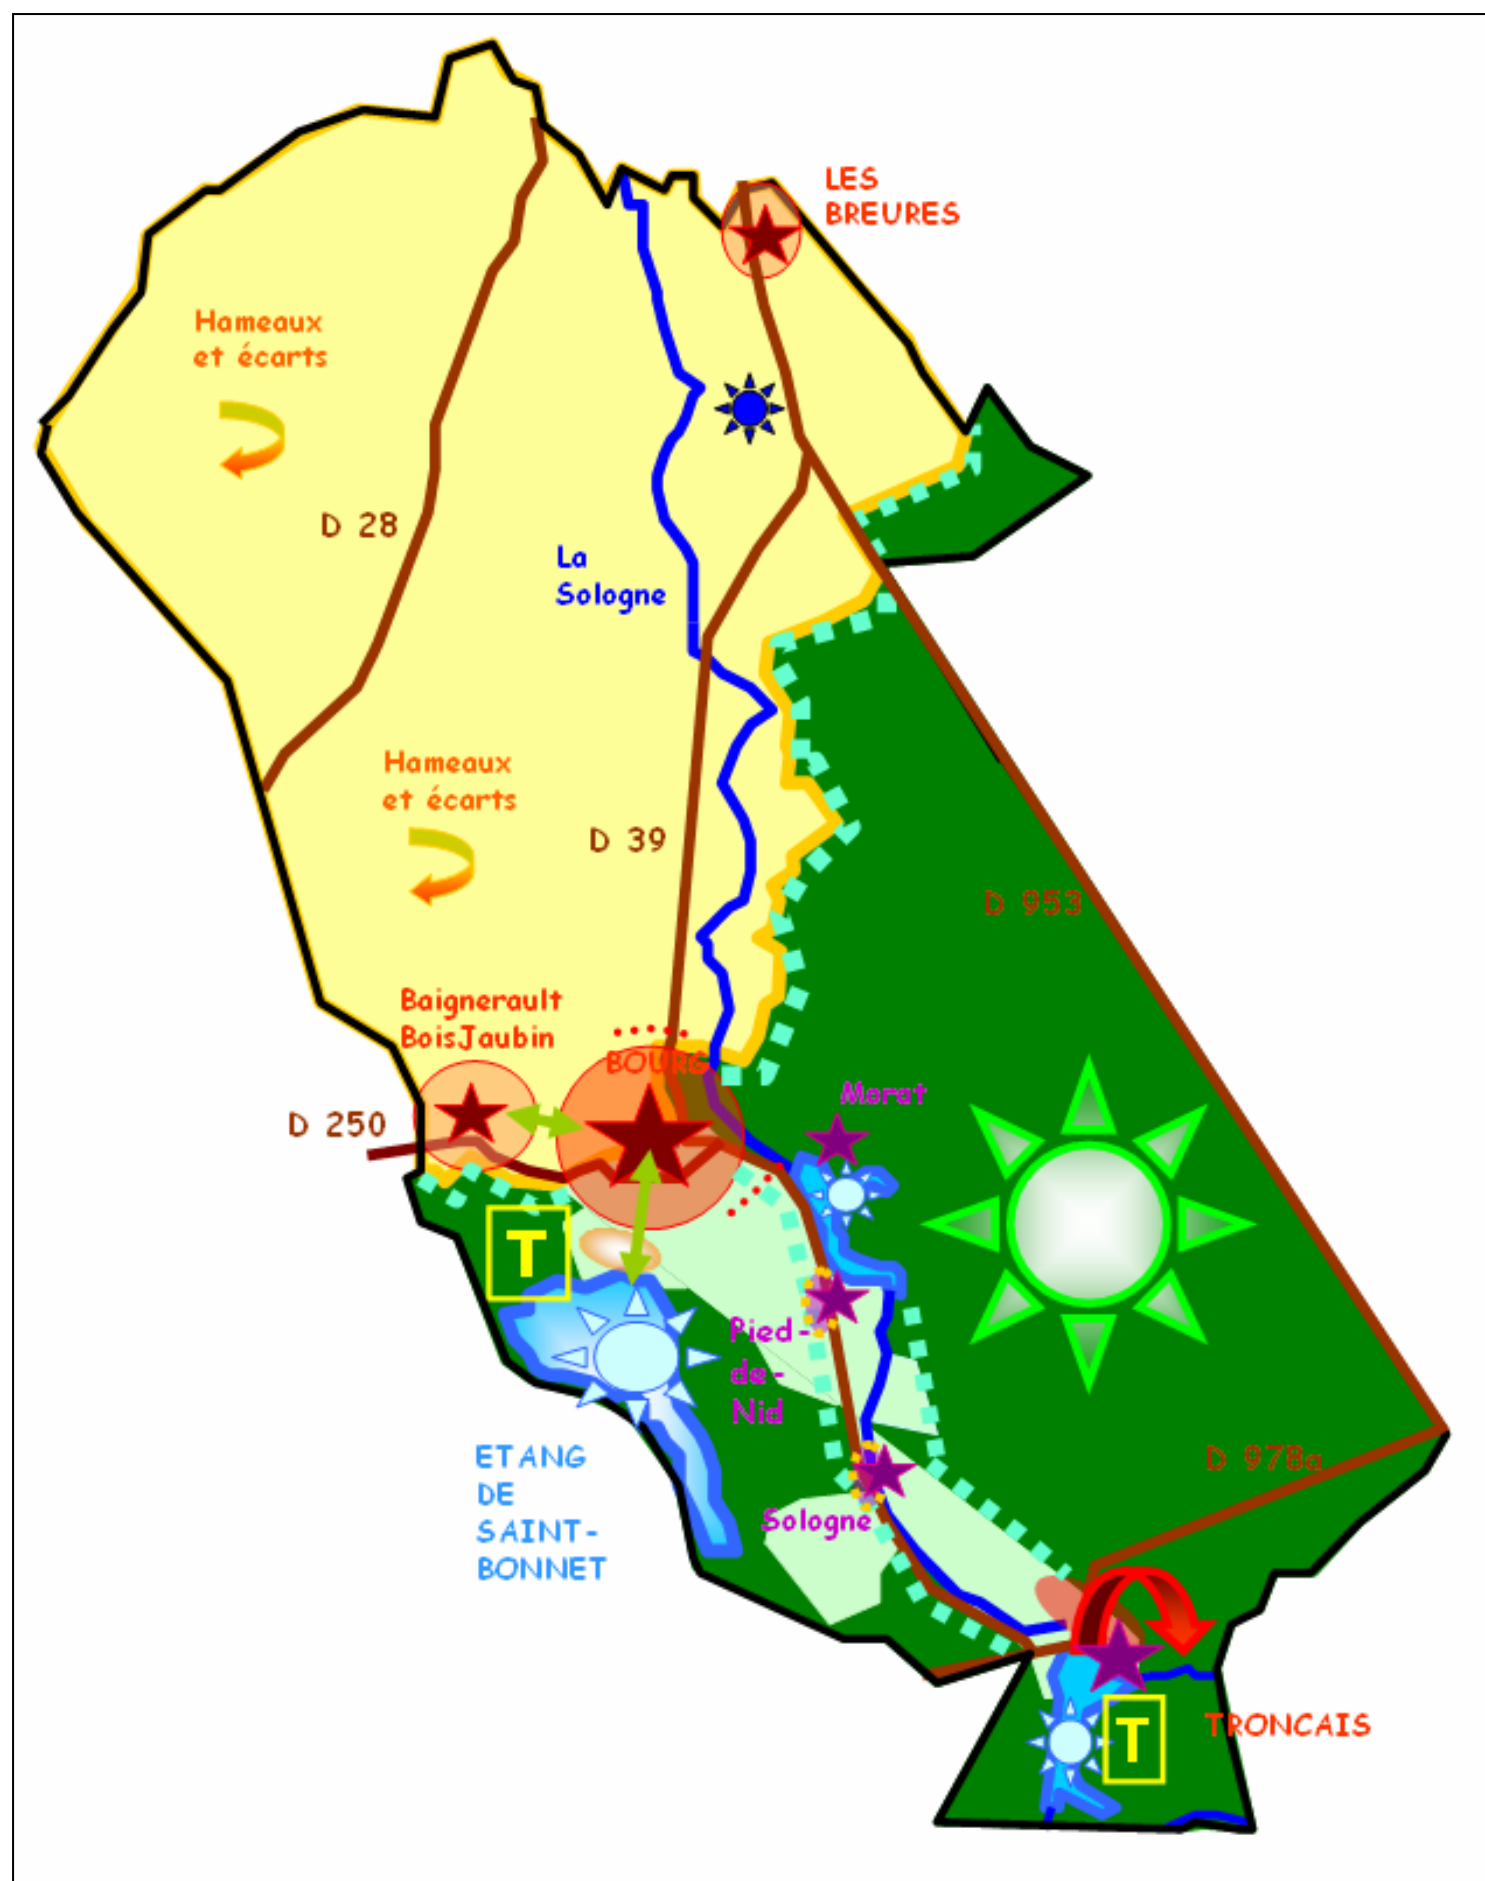 LES
BREURES
Hameaux
et écarts
D 28
La
Sologne
Hameaux
et écarts
D 39
D 953
Baignerault
BoisJaubin
BOURG
Morat
D 250
T
Pied-
de-
Nid
ETANG
DE
SAINT-
BONNET
D 978a
Sologne
T
TRONCAIS